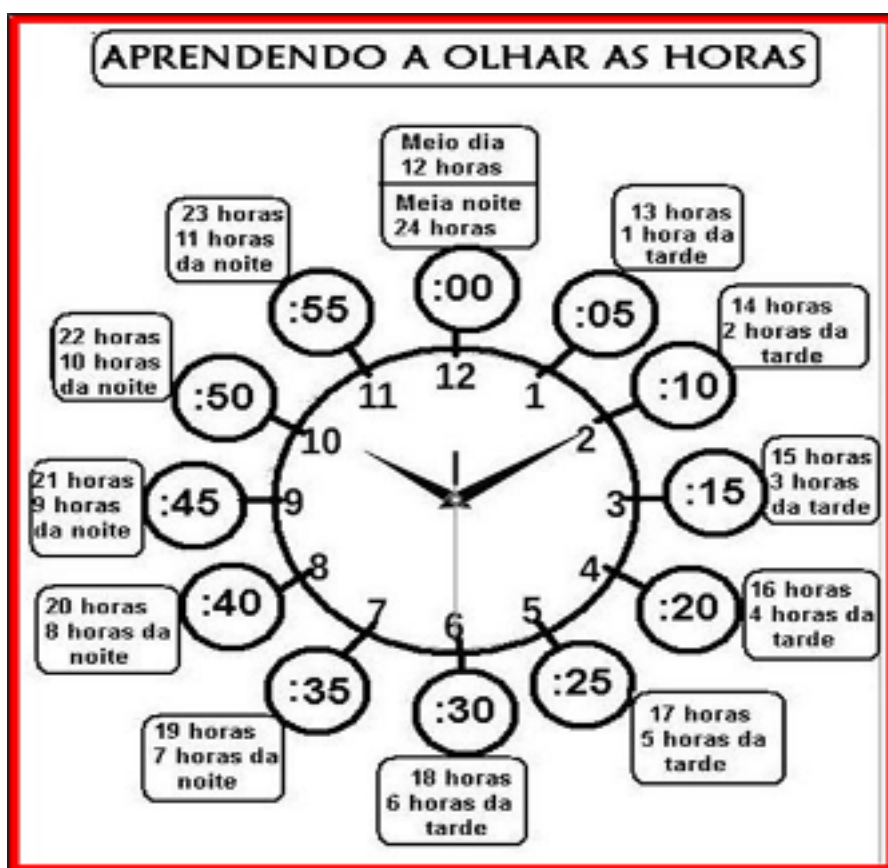 APRENDENDO A OLHAR AS HORAS
Meio dia
12 horas
Meia noite
24 horas
:00
12
13 horas
1 hora da
tarde
:05
1
14 horas
2 horas da
tarde
:10
2
15 horas
3 horas
da tarde
:15
3
16 horas
4 horas da
tarde
:20
4
17 horas
5 horas da
tarde
:25
5
18 horas
6 horas da
tarde
:30
6
19 horas
7 horas da
noite
:35
7
20 horas
8 horas da
noite
:40
8
21 horas
9 horas
da noite
:45
9
22 horas
10 horas
da noite
:50
10
23 horas
11 horas
da noite
:55
11